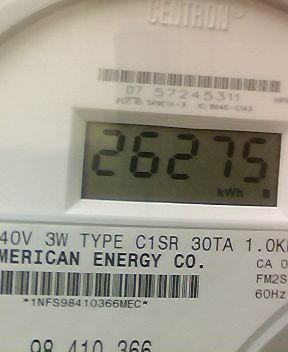 CENTRON®
07 57245311
26275
kWh
40V 3W TYPE C1SR 30TA 1.0K
MERICAN ENERGY CO.
CA 0
FM2S
60Hz
*1NFS98410366MEC*
98 410 366